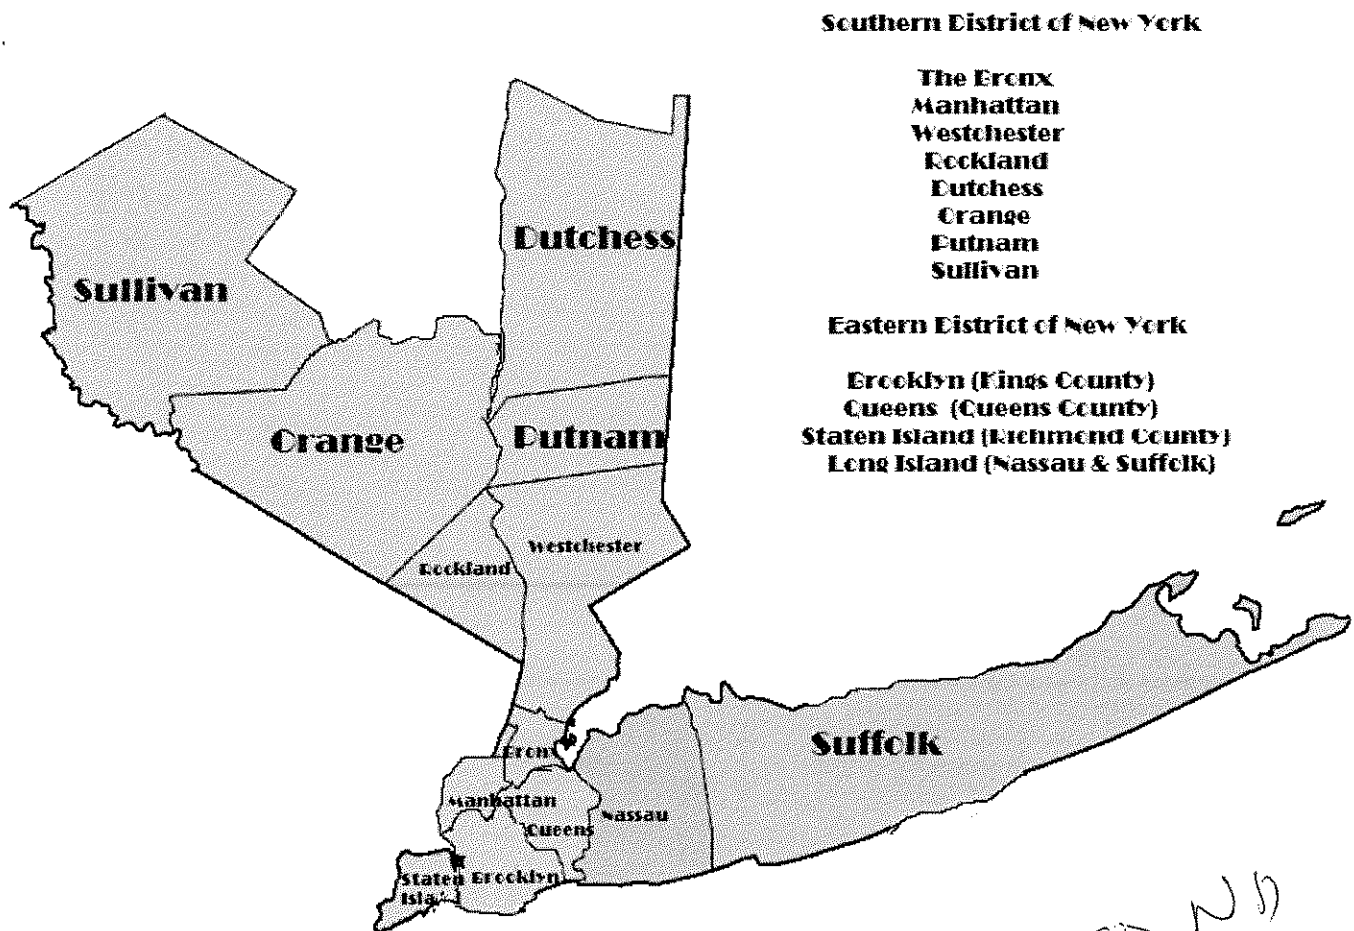 Southern District of New York
The Bronx
Manhattan
Westchester
Rockland
Dutchess
Orange
Putnam
Sullivan
Eastern District of New York
Brooklyn (Kings County)
Queens (Queens County)
Staten Island (Richmond County)
Long Island (Nassau & Suffolk)
Dutchess
Sullivan
Orange
Putnam
Westchester
Rockland
Suffolk
Bronx
Manhattan
Nassau
Queens
Staten
Isla
Brooklyn